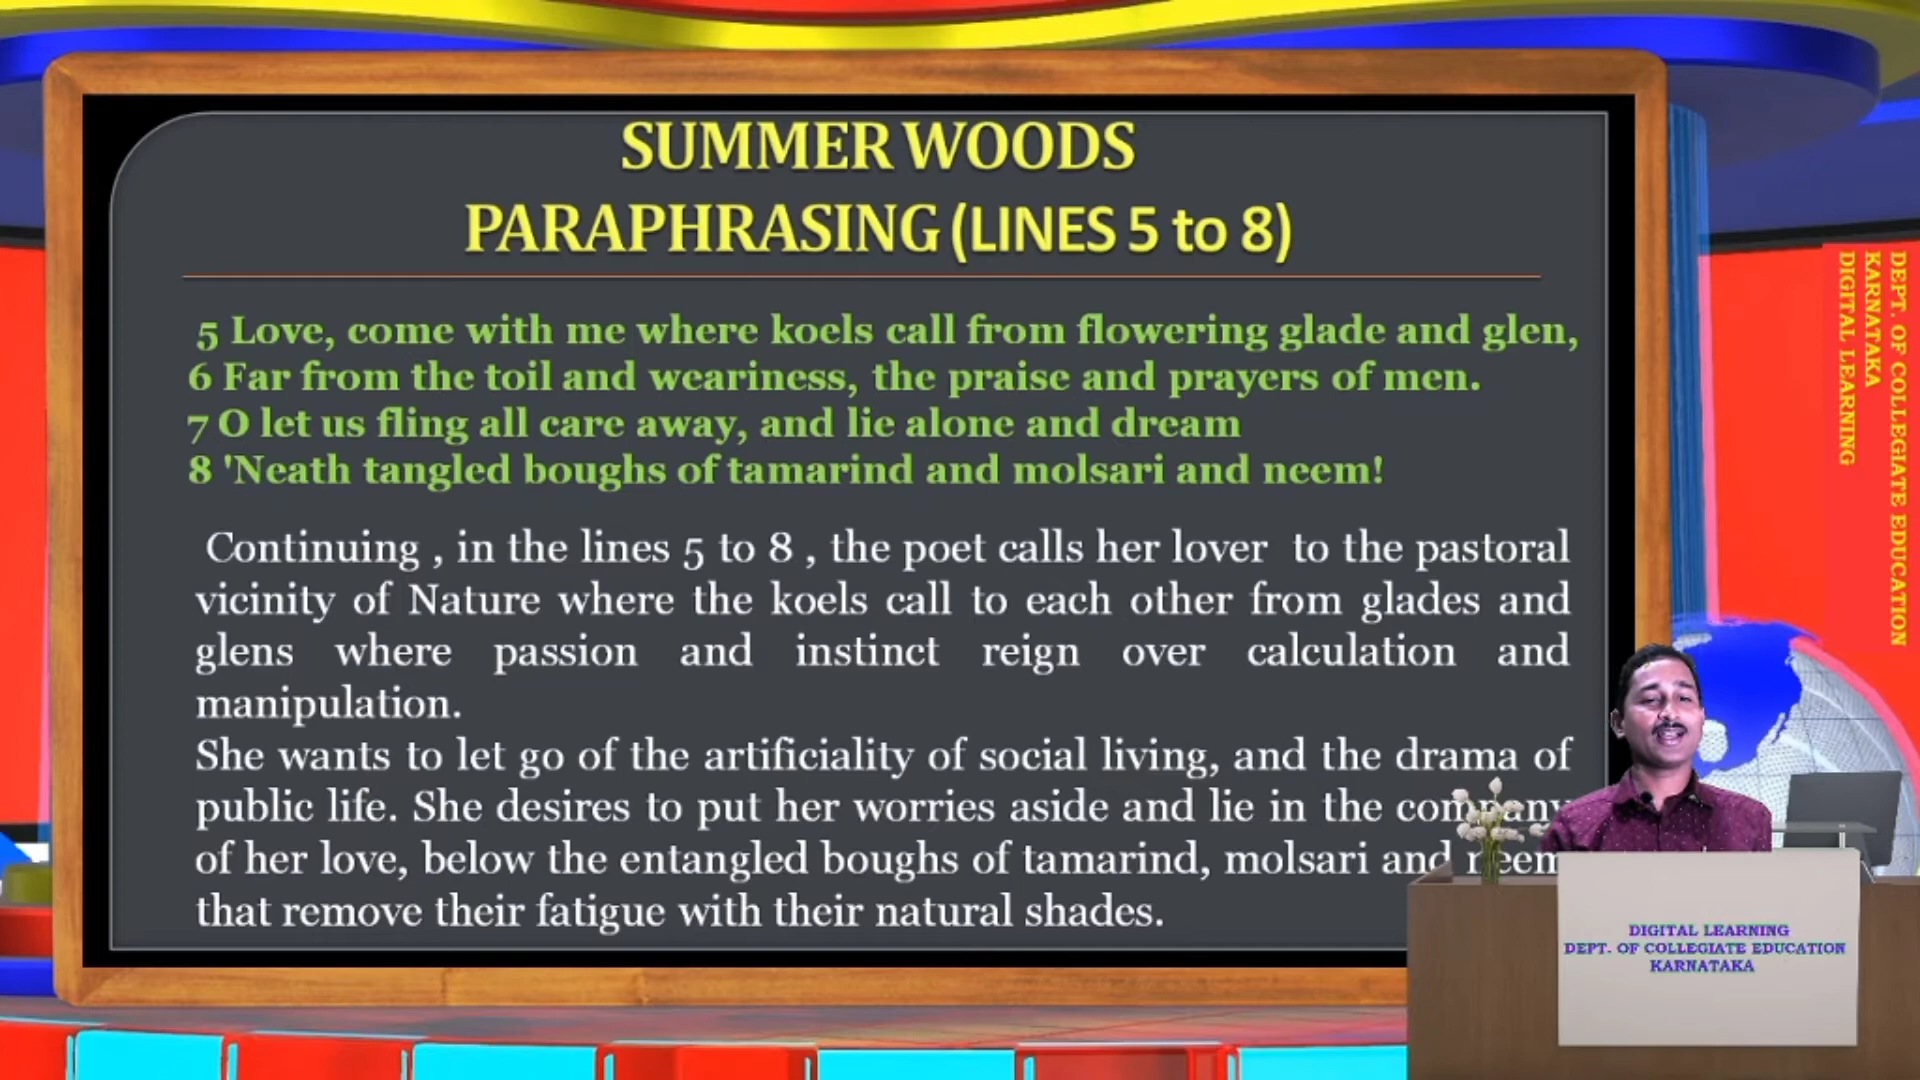 SUMMER WOODS
PARAPHRASING (LINES 5 to 8)
5 Love, come with me where koels call from flowering glade and glen,
6 Far from the toil and weariness, the praise and prayers of men.
7 O let us fling all care away, and lie alone and dream
8 'Neath tangled boughs of tamarind and molsari and neem!
Continuing , in the lines 5 to 8 , the poet calls her lover to the pastoral
vicinity of Nature where the koels call to each other from glades and
glens where passion and instinct reign over calculation and
manipulation.
She wants to let go of the artificiality of social living, and the drama of
public life. She desires to put her worries aside and lie in the company
of her love, below the entangled boughs of tamarind, molsari and neem
that remove their fatigue with their natural shades.
DEPT. OF COLLEGIATE EDUCATION
KARNATAKA
DIGITAL LEARNING
DIGITAL LEARNING
DEPT. OF COLLEGIATE EDUCATION
KARNATAKA